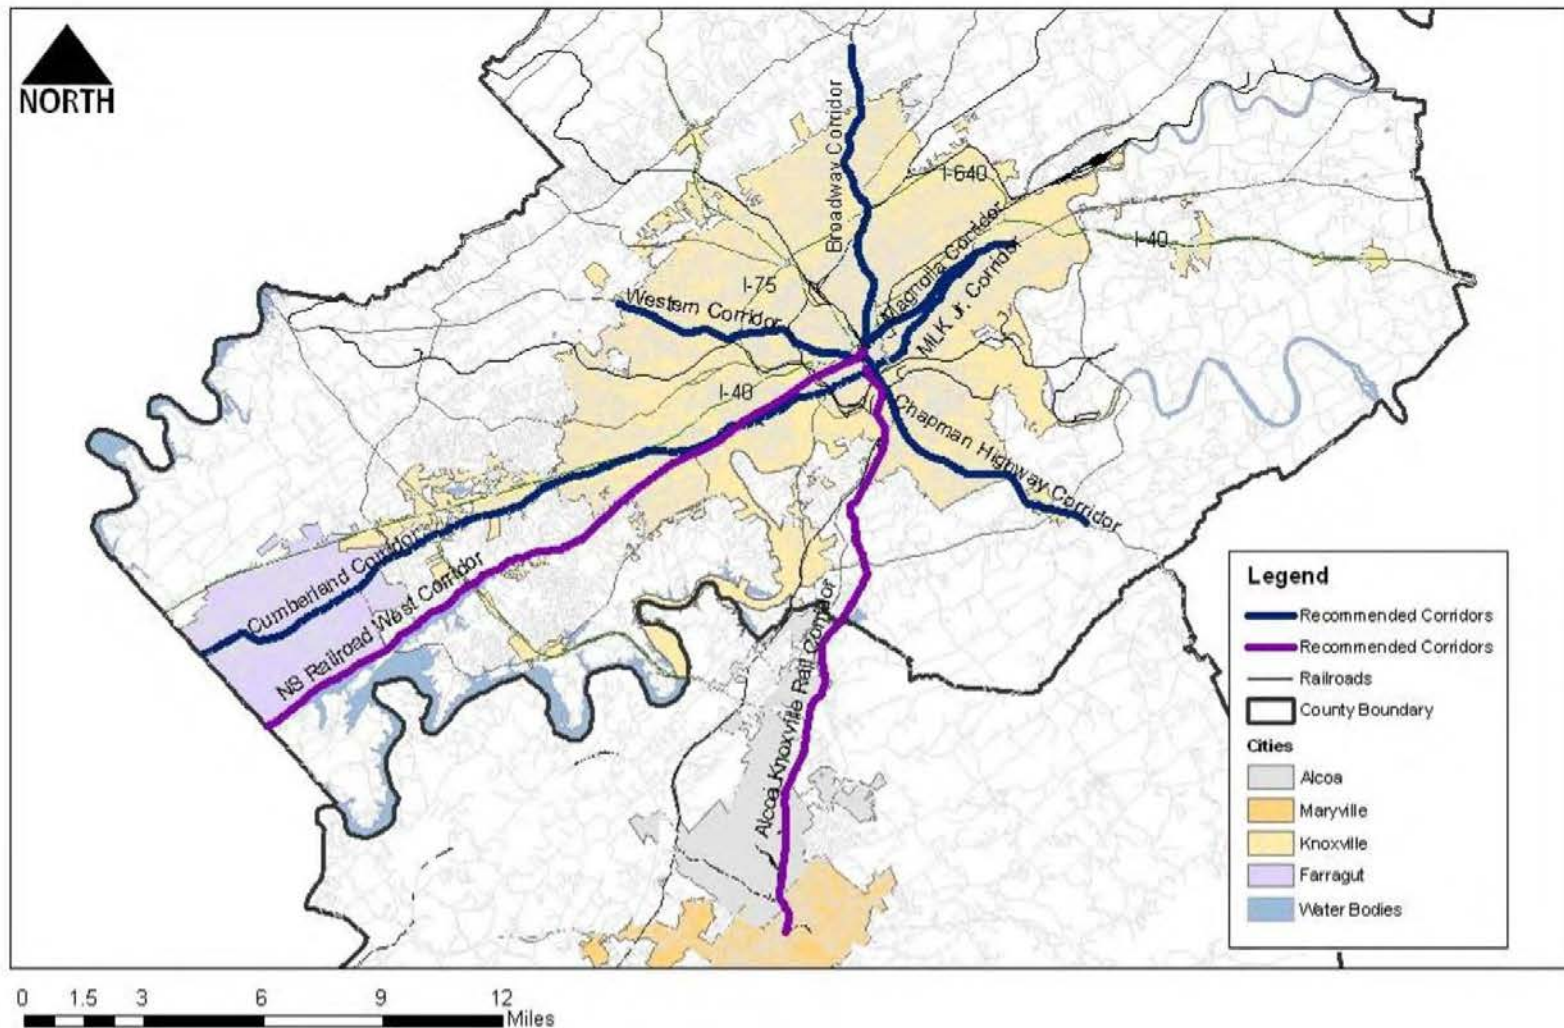 NORTH
Broadway Corridor
I-640
Magnolia Corridor
I-40
I-75
Western Corridor
MLK Jr. Corridor
I-40
Chapman Highway Corridor
Cumberland Corridor
NS Railroad West Corridor
Alcoa Knoxville Rail Corridor
Legend
Recommended Corridors
Recommended Corridors
Railroads
County Boundary
Cities
Alcoa
Maryville
Knoxville
Farragut
Water Bodies
0 1.5 3 6 9 12
Miles